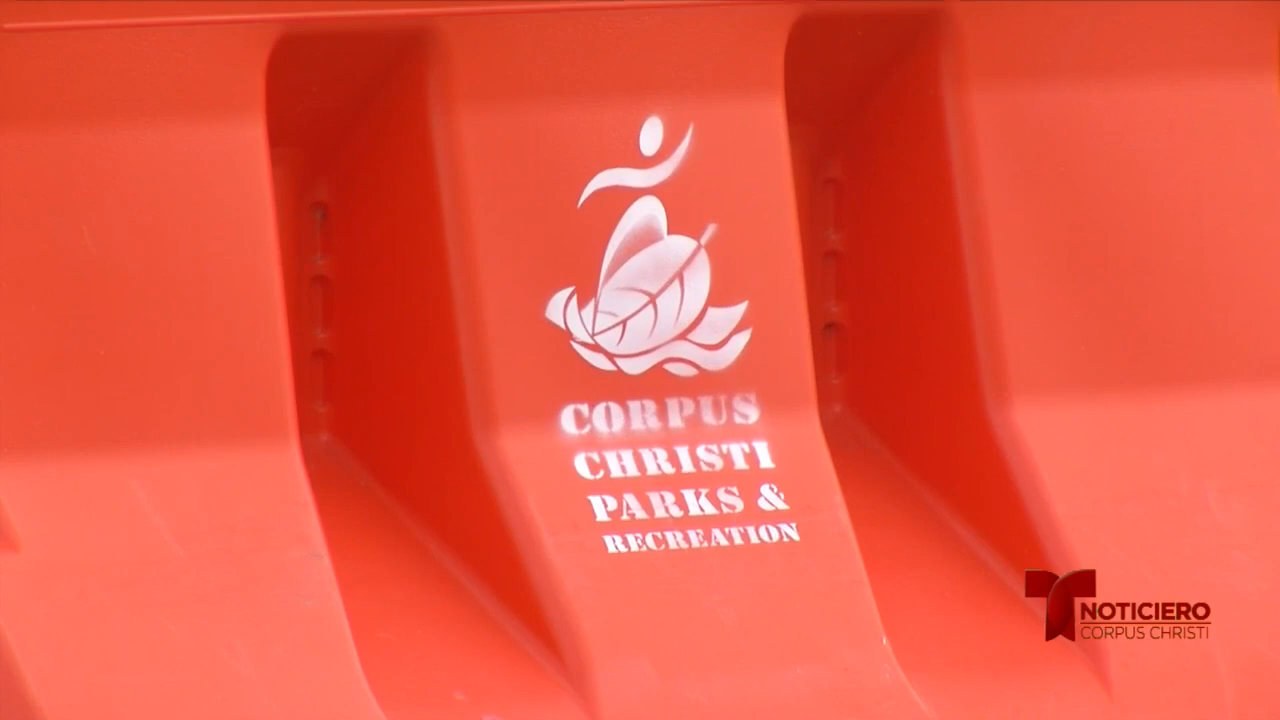 CORPUS
CHRISTI
PARKS &
RECREATION
NOTICIERO
CORPUS CHRISTI